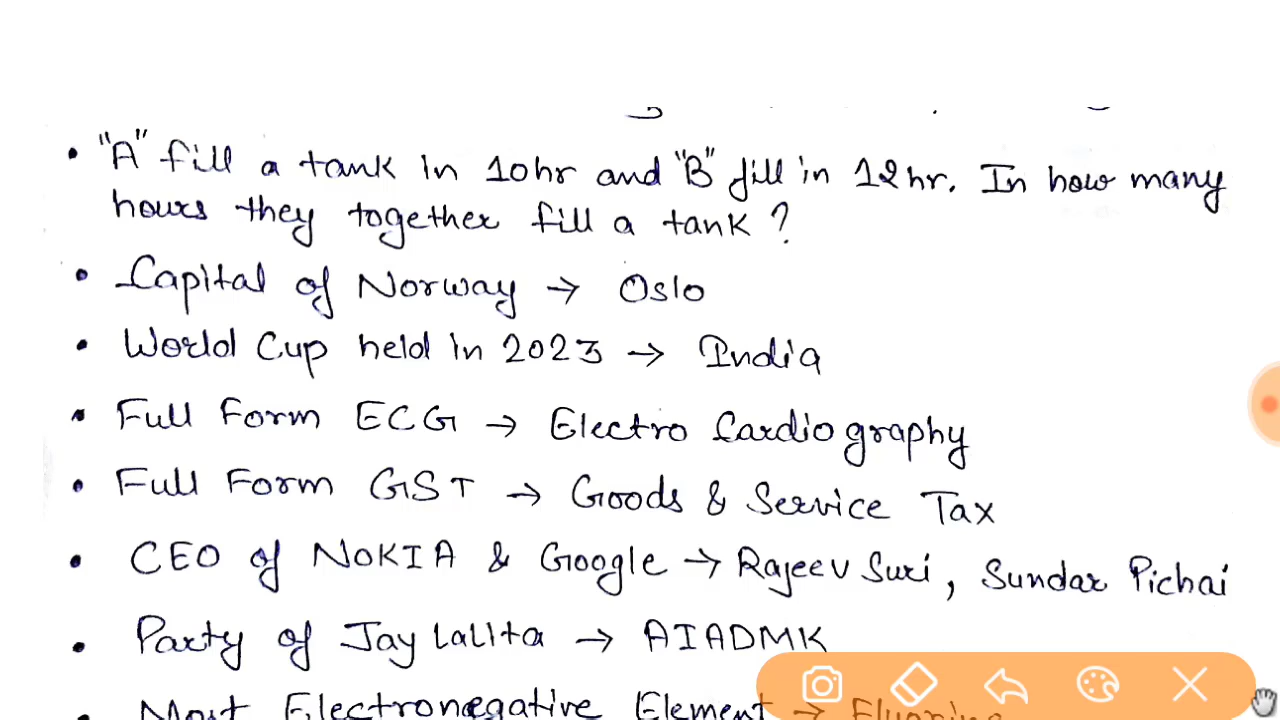 • "A" fill a tank in 10hr and "B" fill in 12hr. In how many
hours they together fill a tank?
• Capital of Norway → Oslo
• World Cup held in 2023 → India
• Full Form ECG → Electro Cardiography
• Full Form GST → Goods & Service Tax
• CEO of NOKIA & Google → Rajeev Suri, Sundar Pichai
• Party of Jay lalita → AIADMK
• Most Electronegative Element → Fluorine